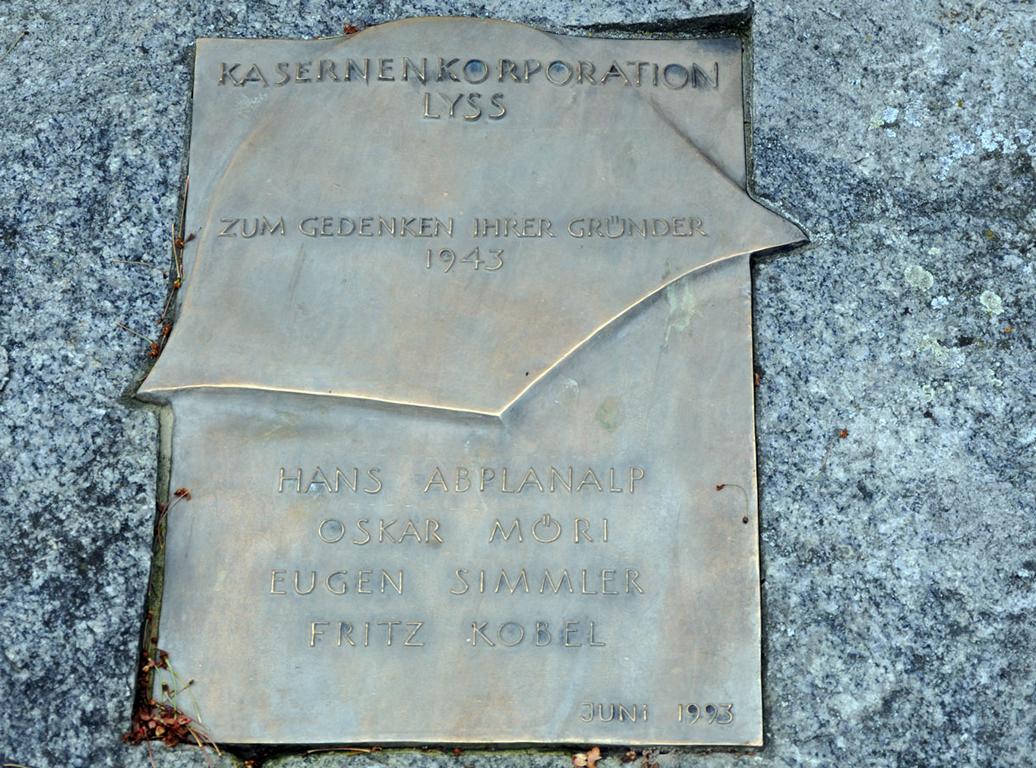 KASERNENKORPORATION
LYSS
ZUM GEDENKEN IHRER GRÜNDER
1943
HANS ABPLANALP
OSKAR MÖRI
EUGEN SIMMLER
FRITZ KOBEL
JUNI 1993